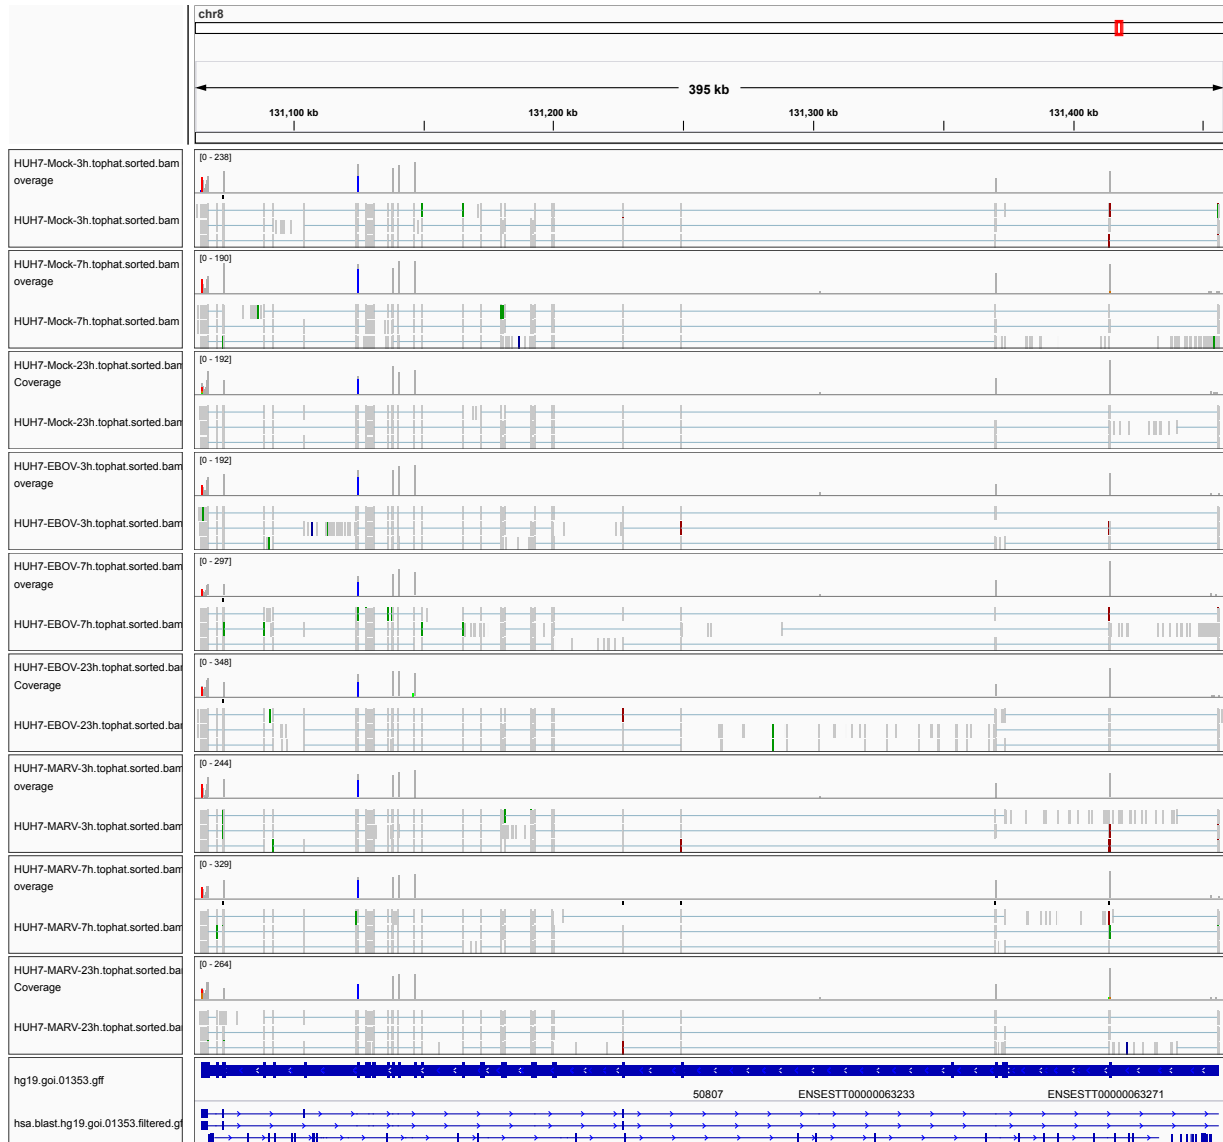 chr8
395 kb
131,100 kb 131,200 kb 131,300 kb 131,400 kb
HUH7-Mock-3h.tophat.sorted.bam
overage
[0 - 238]
HUH7-Mock-3h.tophat.sorted.bam
HUH7-Mock-7h.tophat.sorted.bam
overage
[0 - 190]
HUH7-Mock-7h.tophat.sorted.bam
HUH7-Mock-23h.tophat.sorted.bam
Coverage
[0 - 192]
HUH7-Mock-23h.tophat.sorted.bam
HUH7-EBOV-3h.tophat.sorted.bam
overage
[0 - 192]
HUH7-EBOV-3h.tophat.sorted.bam
HUH7-EBOV-7h.tophat.sorted.bam
overage
[0 - 297]
HUH7-EBOV-7h.tophat.sorted.bam
HUH7-EBOV-23h.tophat.sorted.ba
Coverage
[0 - 348]
HUH7-EBOV-23h.tophat.sorted.ba
HUH7-MARV-3h.tophat.sorted.bam
overage
[0 - 244]
HUH7-MARV-3h.tophat.sorted.bam
HUH7-MARV-7h.tophat.sorted.bam
overage
[0 - 329]
HUH7-MARV-7h.tophat.sorted.bam
HUH7-MARV-23h.tophat.sorted.ba
Coverage
[0 - 264]
HUH7-MARV-23h.tophat.sorted.ba
hg19.goi.01353.gff
50807 ENSESTT00000063233 ENSESTT00000063271
hsa.blast.hg19.goi.01353.filtered.gf